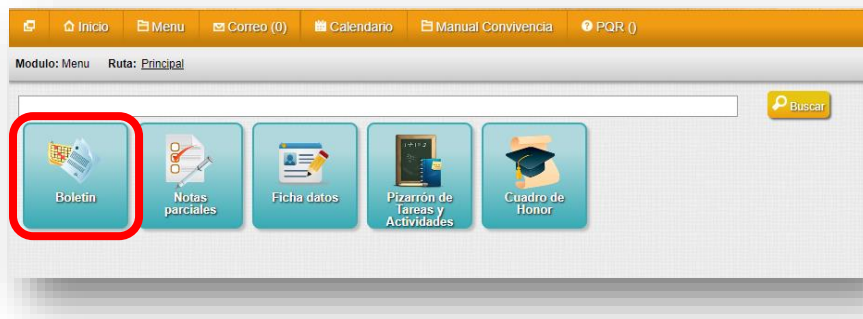 Inicio Menu Correo (0) Calendario Manual Convivencia PQR ()
Modulo: Menu Ruta: Principal
Buscar
Boletin
Notas
parciales
Ficha datos
Pizarrón de
Tareas y
Actividades
Cuadro de
Honor